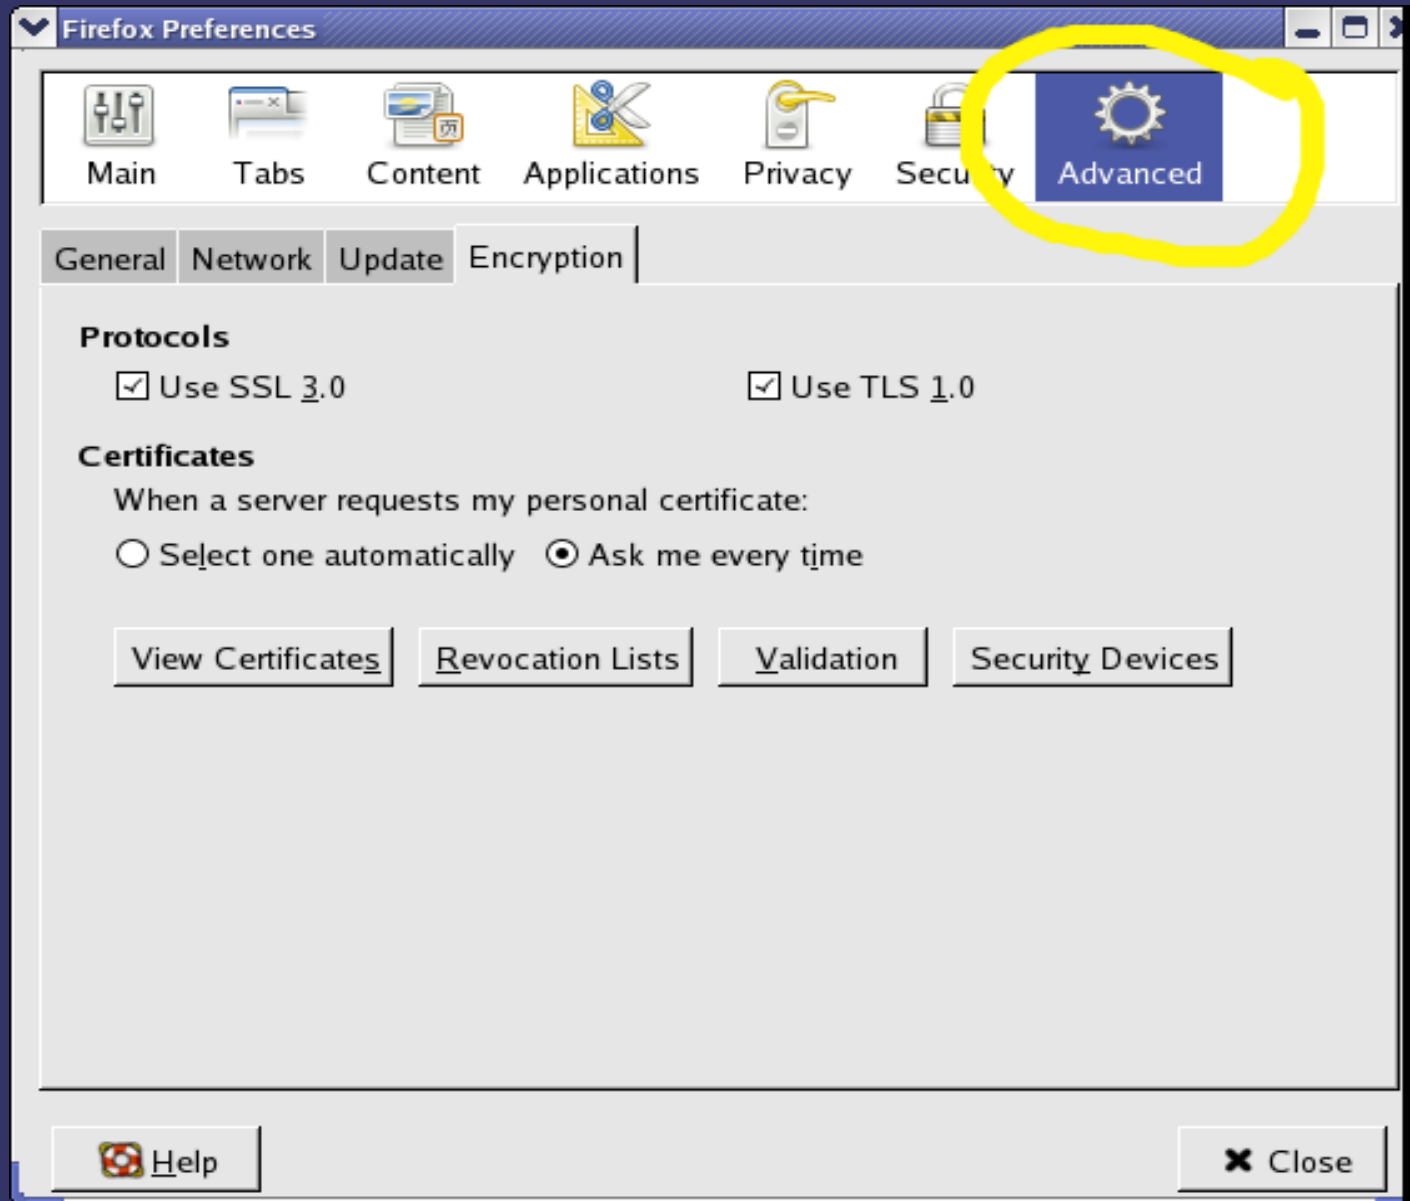 Firefox Preferences
Main Tabs Content Applications Privacy Security Advanced
General Network Update Encryption
Protocols
Use SSL 3.0 Use TLS 1.0
Certificates
When a server requests my personal certificate:
Select one automatically Ask me every time
View Certificates Revocation Lists Validation Security Devices
Help Close